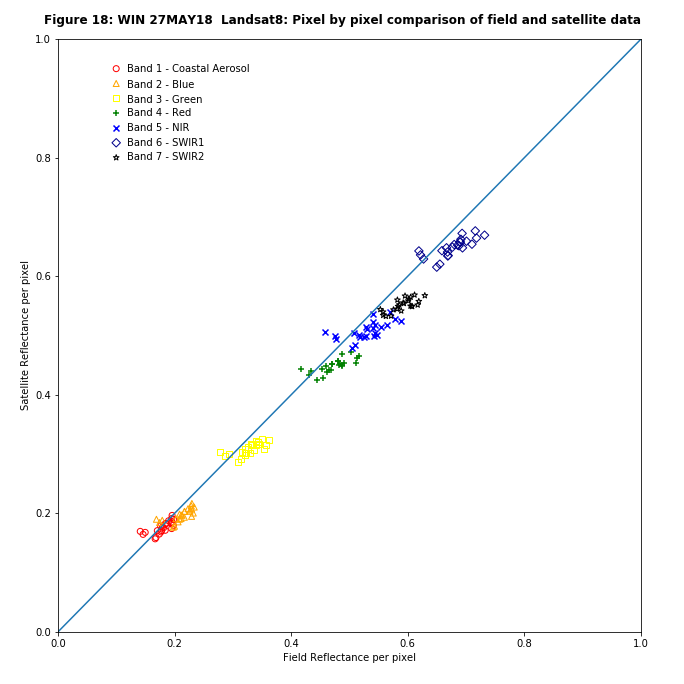 Figure 18: WIN 27MAY18  Landsat8: Pixel by pixel comparison of field and satellite data
1.0
Band 1 - Coastal Aerosol
Band 2 - Blue
Band 3 - Green
Band 4 - Red
Band 5 - NIR
Band 6 - SWIR1
Band 7 - SWIR2
0.8
0.6
0.4
0.2
0.0
Satellite Reflectance per pixel
0.0 0.2 0.4 0.6 0.8 1.0
Field Reflectance per pixel